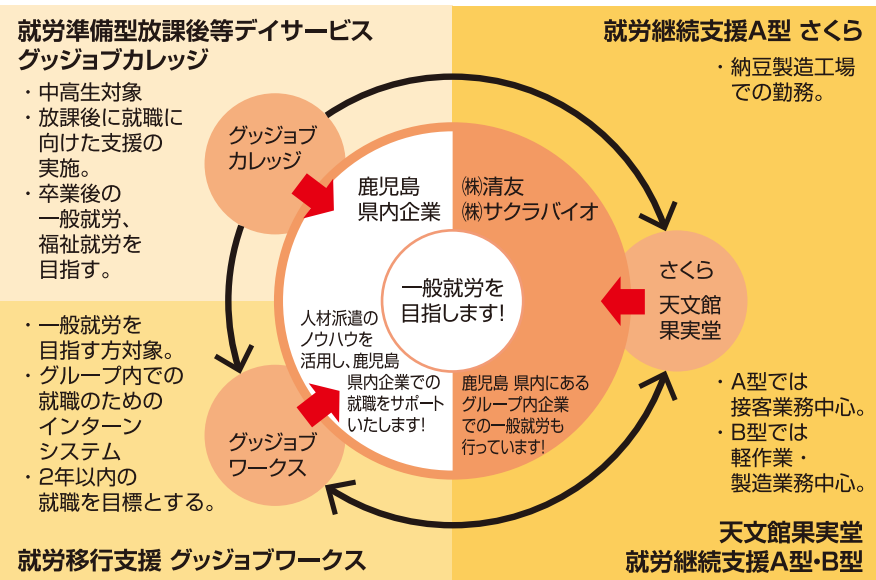 就労準備型放課後等デイサービス
グッジョブカレッジ
・中高生対象
・放課後に就職に
向けた支援の
実施。
・卒業後の
一般就労、
福祉就労を
目指す。
就労継続支援A型 さくら
・納豆製造工場
での勤務。
グッジョブ
カレッジ
鹿児島
県内企業
㈱清友
㈱サクラバイオ
一般就労を
目指します!
さくら
天文館
果実堂
人材派遣の
ノウハウを
活用し、鹿児島
県内企業での
就職をサポート
いたします!
鹿児島 県内にある
グループ内企業
での一般就労も
行っています!
グッジョブ
ワークス
・一般就労を
目指す方対象。
・グループ内での
就職のための
インターン
システム
・2年以内の
就職を目標とする。
就労移行支援 グッジョブワークス
・A型では
接客業務中心。
・B型では
軽作業・
製造業務中心。
天文館果実堂
就労継続支援A型・B型